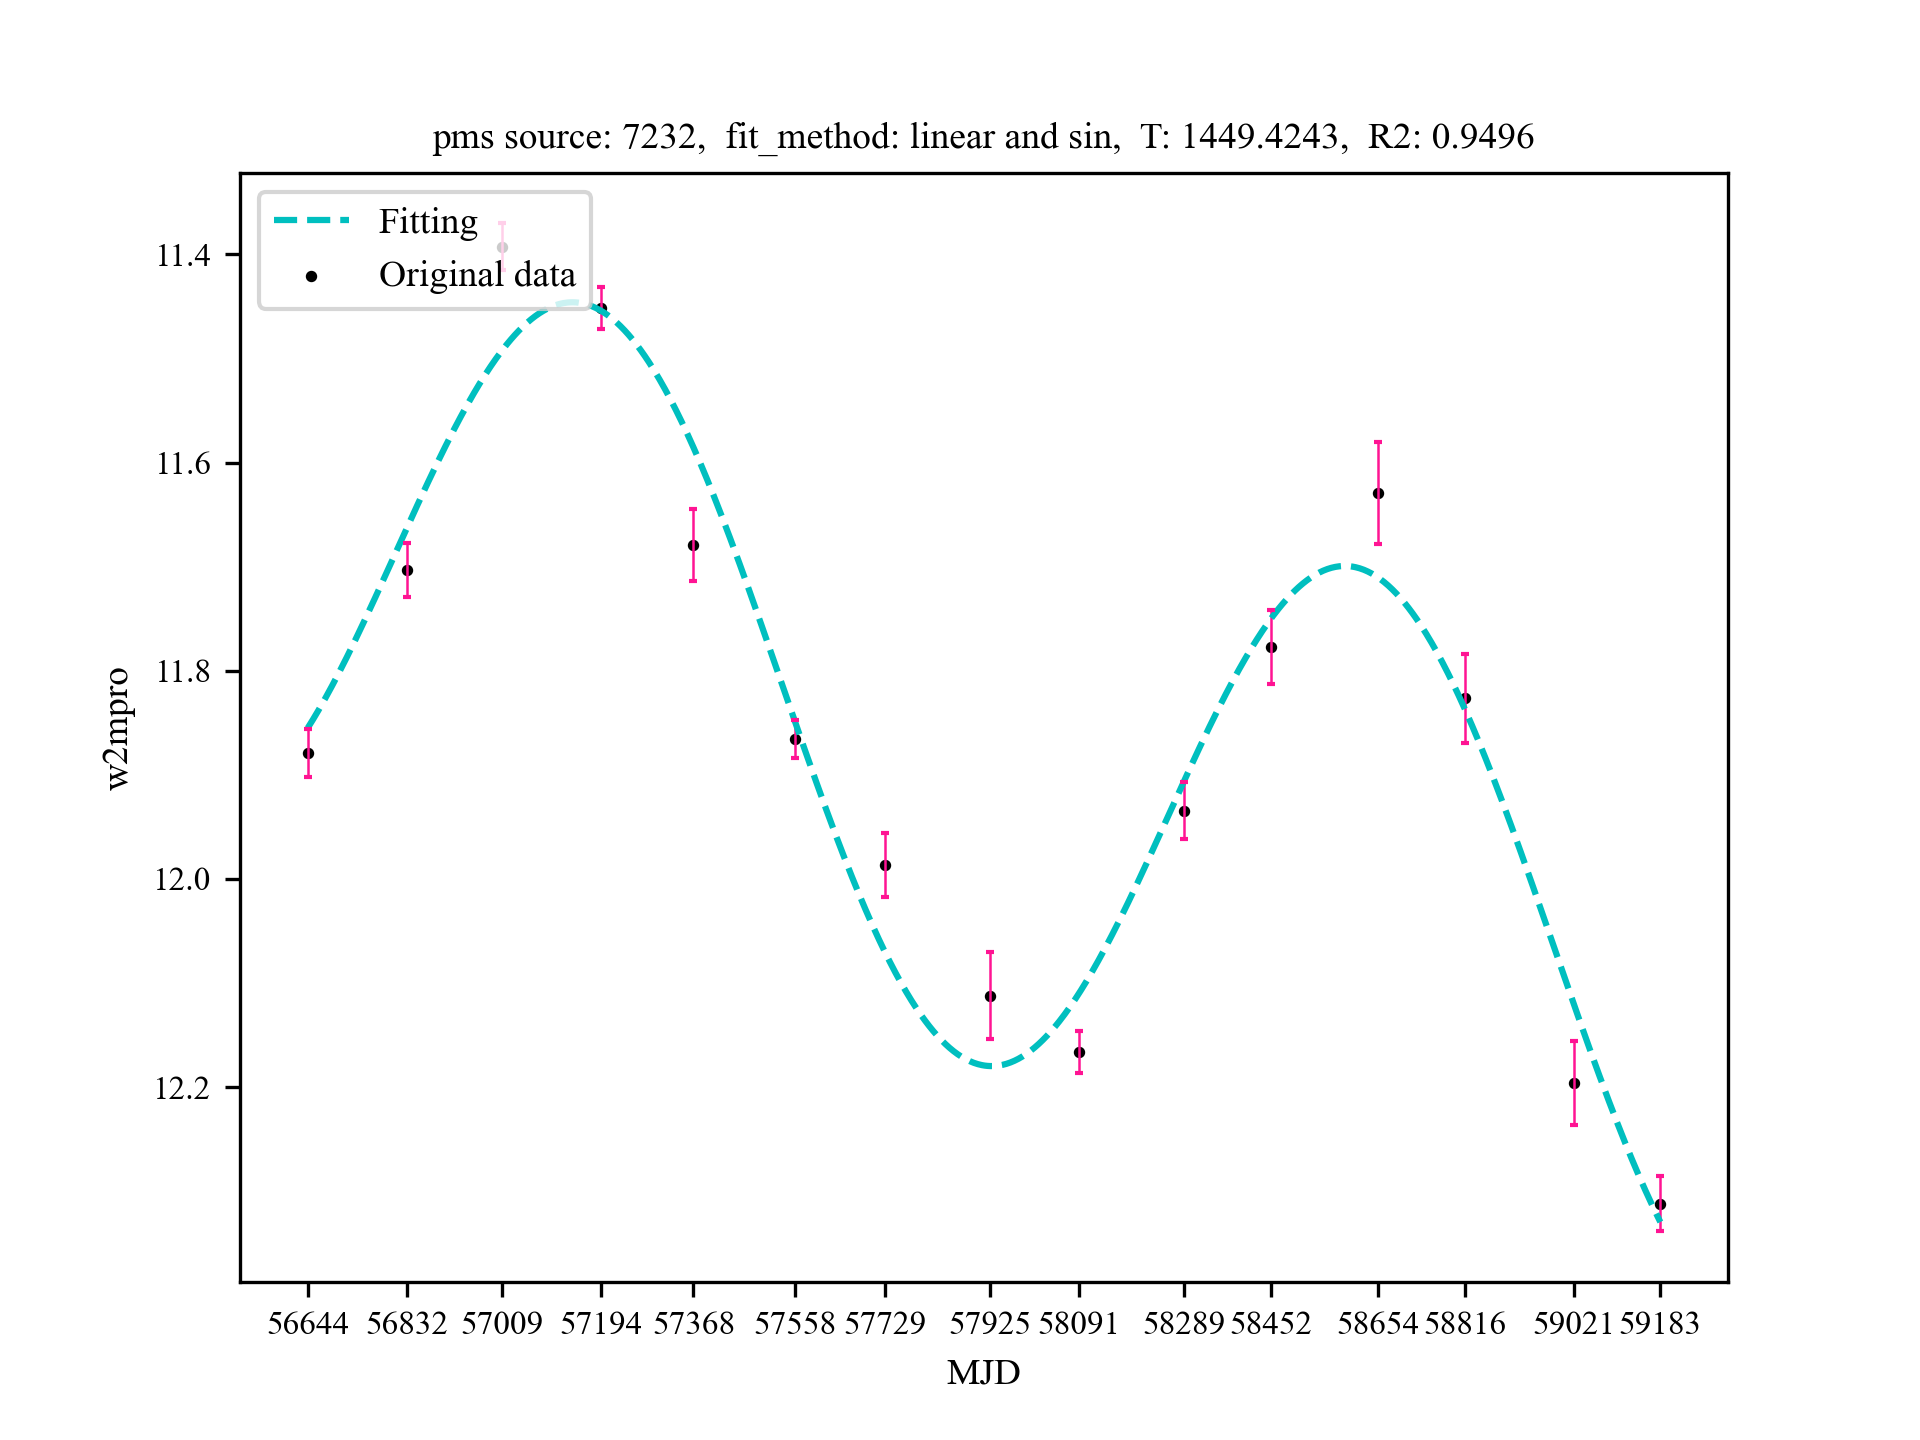 pms source: 7232, fit_method: linear and sin, T: 1449.4243, R2: 0.9496
Fitting
Original data
11.4
11.6
11.8
12.0
12.2
w2mpro
56644 56832 57009 57194 57368 57558 57729 57925 58091 58289 58452 58654 58816 59021 59183
MJD